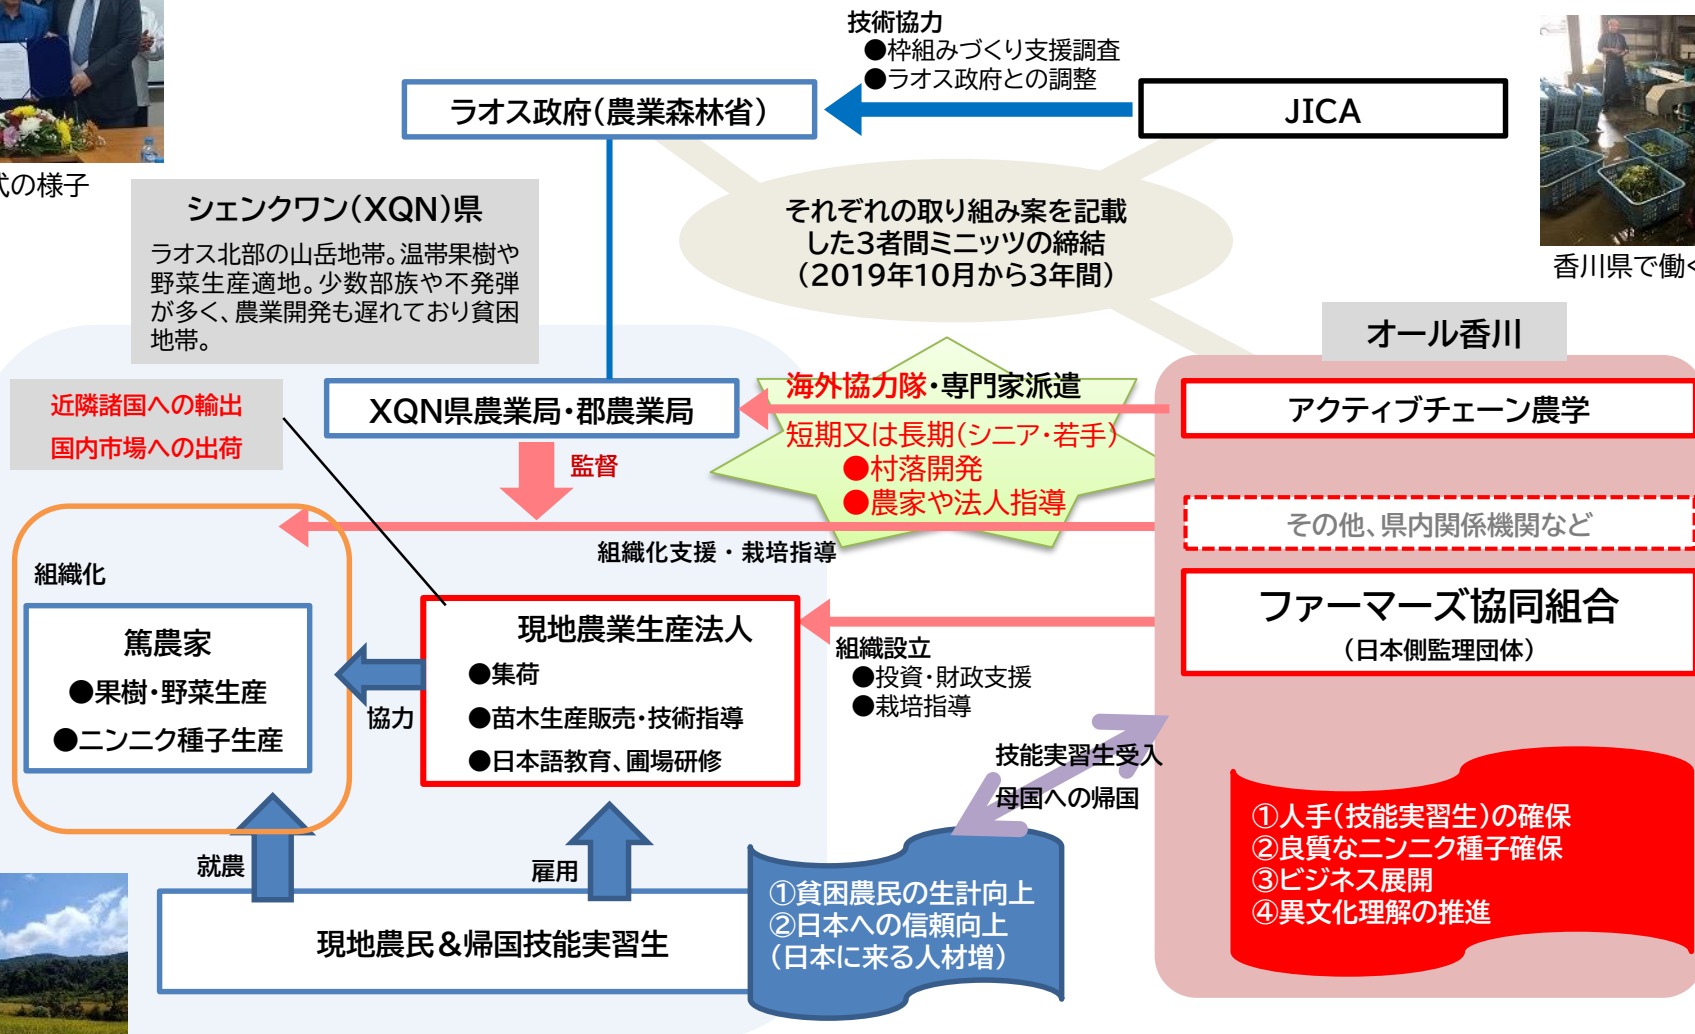 技術協力
●枠組みづくり支援調査
●ラオス政府との調整
ラオス政府（農業森林省）
JICA
式の様子
シェンクワン（XQN）県
ラオス北部の山岳地帯。温帯果樹や
野菜生産適地。少数部族や不発弾
が多く、農業開発も遅れており貧困
地帯。
それぞれの取り組み案を記載
した3者間ミニッツの締結
（2019年10月から3年間）
香川県で働く
オール香川
近隣諸国への輸出
国内市場への出荷
XQN県農業局・郡農業局
海外協力隊・専門家派遣
短期又は長期（シニア・若手）
●村落開発
●農家や法人指導
アクティブチェーン農学
監督
その他、県内関係機関など
組織化支援・栽培指導
組織化
篤農家
●果樹・野菜生産
●ニンニク種子生産
協力
現地農業生産法人
●集荷
●苗木生産販売・技術指導
●日本語教育、圃場研修
組織設立
●投資・財政支援
●栽培指導
ファーマーズ協同組合
（日本側監理団体）
技能実習生受入
母国への帰国
①人手（技能実習生）の確保
②良質なニンニク種子確保
③ビジネス展開
④異文化理解の推進
就農
雇用
①貧困農民の生計向上
②日本への信頼向上
（日本に来る人材増）
現地農民＆帰国技能実習生